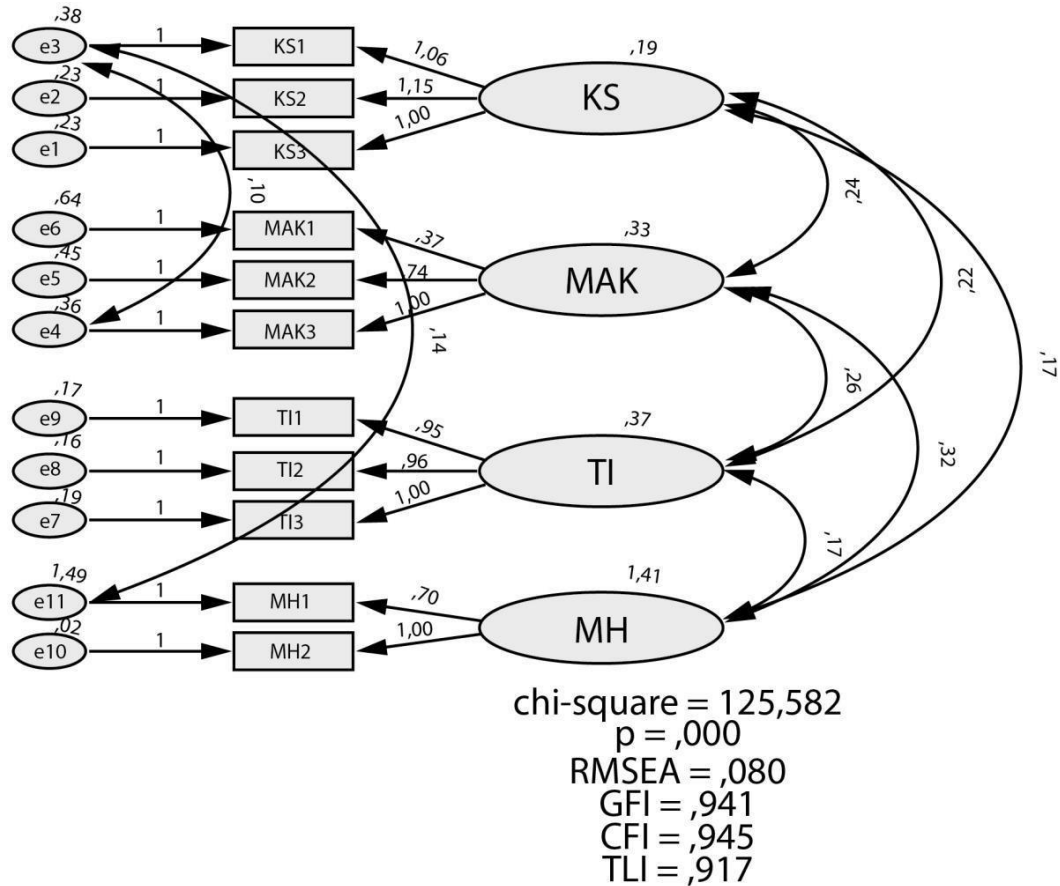 ,38
e3
1
KS1
1,06
,19
,23
e2
1
KS2
1,15
KS
,23
e1
1
KS3
1,00
,10
,24
,64
e6
1
MAK1
,37
,33
,45
e5
1
MAK2
,74
MAK
,22
,36
e4
1
MAK3
1,00
,14
,17
,26
,17
e9
1
TI1
,95
,37
,16
e8
1
TI2
,96
TI
,32
,19
e7
1
TI3
1,00
,17
1,49
e11
1
MH1
,70
1,41
,02
e10
1
MH2
1,00
MH
chi-square = 125,582
p = ,000
RMSEA = ,080
GFI = ,941
CFI = ,945
TLI = ,917